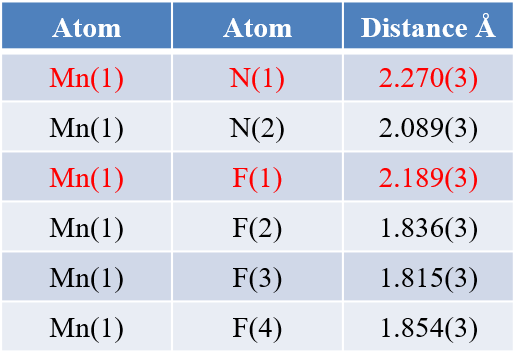 Atom Atom Distance Å
Mn(1) N(1) 2.270(3)
Mn(1) N(2) 2.089(3)
Mn(1) F(1) 2.189(3)
Mn(1) F(2) 1.836(3)
Mn(1) F(3) 1.815(3)
Mn(1) F(4) 1.854(3)